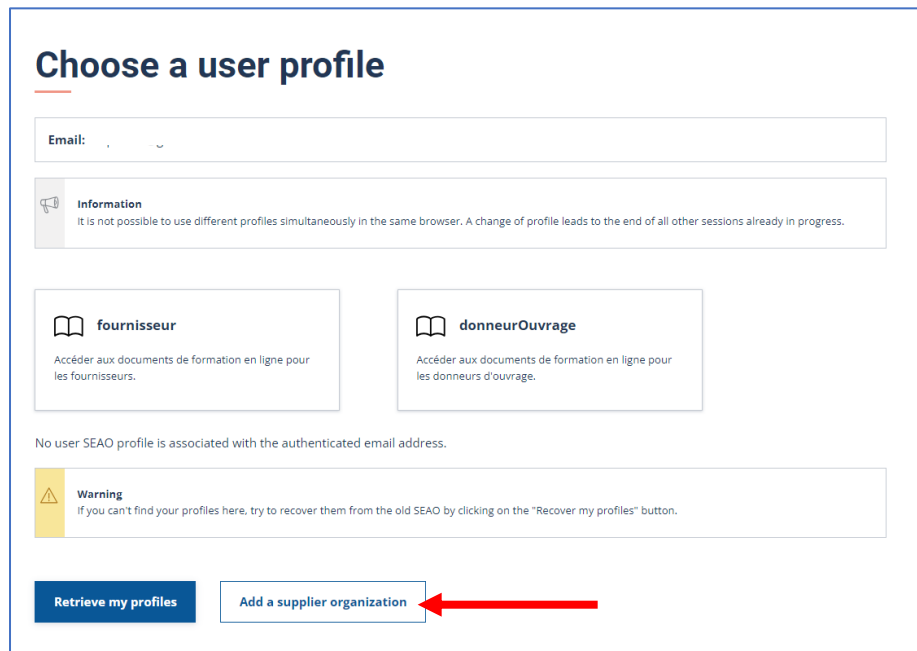 Choose a user profile
Email:
Information
It is not possible to use different profiles simultaneously in the same browser. A change of profile leads to the end of all other sessions already in progress.
fournisseur
Accéder aux documents de formation en ligne pour
les fournisseurs.
donneurOuvrage
Accéder aux documents de formation en ligne pour
les donneurs d'ouvrage.
No user SEAO profile is associated with the authenticated email address.
Warning
If you can't find your profiles here, try to recover them from the old SEAO by clicking on the "Recover my profiles" button.
Retrieve my profiles
Add a supplier organization